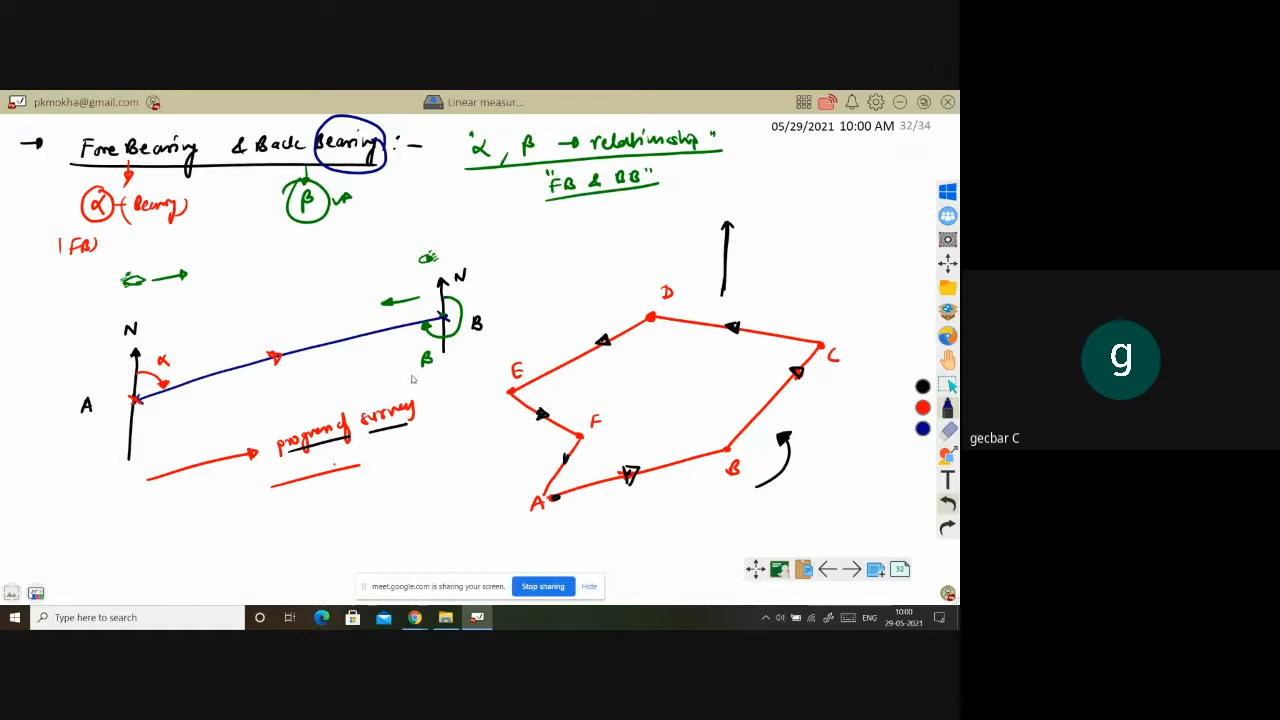 pkmokha@gmail.com
Linear measur...
05/29/2021 10:00 AM 32/34
→ Fore Bearing & Back Bearing :-
"α, β → relationship"
"FB & BB"
α (Bearing)
β
(FB)
N
α
A
N
B
β
progress of survey
D
C
E
F
B
A
g
gecbar C
T
32
meet.google.com is sharing your screen. Stop sharing Hide
Type here to search
ENG
10:00
29-05-2021